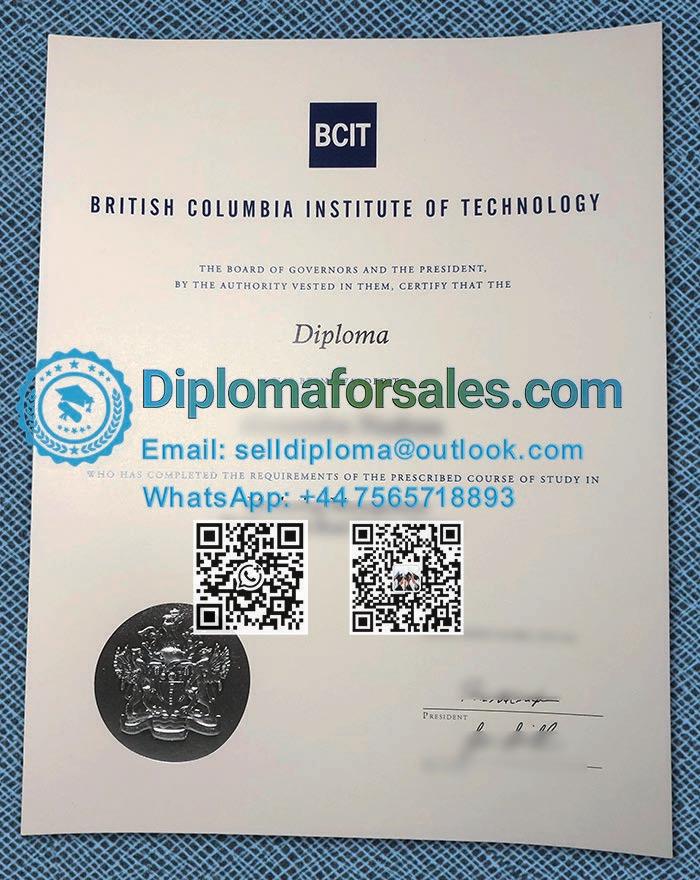 BCIT
BRITISH COLUMBIA INSTITUTE OF TECHNOLOGY
THE BOARD OF GOVERNORS AND THE PRESIDENT,
BY THE AUTHORITY VESTED IN THEM, CERTIFY THAT THE
Diploma
Diplomaforsales.com
Email: selldiploma@outlook.com
WHO HAS COMPLETED THE REQUIREMENTS OF THE PRESCRIBED COURSE OF STUDY IN
WhatsApp: +44 7565718893
PRESIDENT